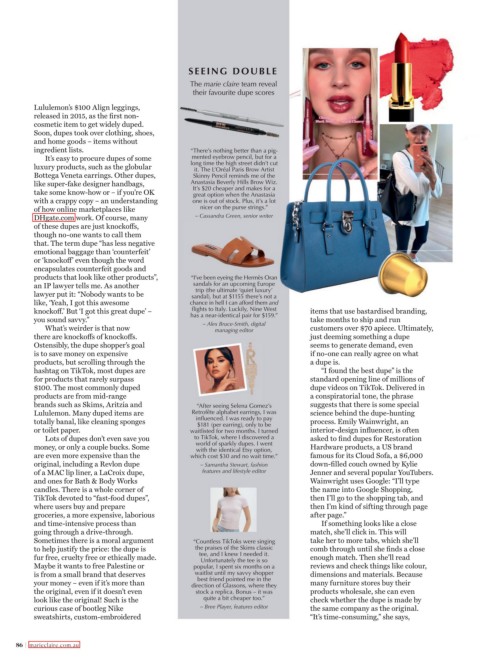 Lululemon's $100 Align leggings,
released in 2015, as the first non-
cosmetic item to get widely duped.
Soon, dupes took over clothing, shoes,
and home goods – items without
ingredient lists.
It's easy to procure dupes of some
luxury products, such as the globular
Bottega Veneta earrings. Other dupes,
like super-fake designer handbags,
take some know-how or – if you're OK
with a crappy copy – an understanding
of how online marketplaces like
DHgate.com work. Of course, many
of these dupes are just knockoffs,
though no-one wants to call them
that. The term dupe "has less negative
emotional baggage than 'counterfeit'
or 'knockoff' even though the word
encapsulates counterfeit goods and
products that look like other products",
an IP lawyer tells me. As another
lawyer put it: "Nobody wants to be
like, 'Yeah, I got this awesome
knockoff.' But 'I got this great dupe' –
you sound savvy."
What's weirder is that now
there are knockoffs of knockoffs.
Ostensibly, the dupe shopper's goal
is to save money on expensive
products, but scrolling through the
hashtag on TikTok, most dupes are
for products that rarely surpass
$100. The most commonly duped
products are from mid-range
brands such as Skims, Aritzia and
Lululemon. Many duped items are
totally banal, like cleaning sponges
or toilet paper.
Lots of dupes don't even save you
money, or only a couple bucks. Some
are even more expensive than the
original, including a Revlon dupe
of a MAC lip liner, a LaCroix dupe,
and ones for Bath & Body Works
candles. There is a whole corner of
TikTok devoted to "fast-food dupes",
where users buy and prepare
groceries, a more expensive, laborious
and time-intensive process than
going through a drive-through.
Sometimes there is a moral argument
to help justify the price: the dupe is
fur free, cruelty free or ethically made.
Maybe it wants to free Palestine or
is from a small brand that deserves
your money – even if it's more than
the original, even if it doesn't even
look like the original! Such is the
curious case of bootleg Nike
sweatshirts, custom-embroidered
SEEING DOUBLE
The marie claire team reveal
their favourite dupe scores
"There's nothing better than a pig-
mented eyebrow pencil, but for a
long time the high street didn't cut
it. The L'Oréal Paris Brow Artist
Skinny Pencil reminds me of the
Anastasia Beverly Hills Brow Wiz.
It's $20 cheaper and makes for a
great option when the Anastasia
one is out of stock. Plus, it's a lot
nicer on the purse strings."
– Cassandra Green, senior writer
"I've been eyeing the Hermès Oran
sandals for an upcoming Europe
trip (the ultimate 'quiet luxury'
sandal), but at $1155 there's not a
chance in hell I can afford them and
flights to Italy. Luckily, Nine West
has a near-identical pair for $159."
– Alex Bruce-Smith, digital
managing editor
"After seeing Selena Gomez's
Retrofête alphabet earrings, I was
influenced. I was ready to pay
$181 (per earring), only to be
waitlisted for two months. I turned
to TikTok, where I discovered a
world of sparkly dupes. I went
with the identical Etsy option,
which cost $30 and no wait time."
– Samantha Stewart, fashion
features and lifestyle editor
"Countless TikToks were singing
the praises of the Skims classic
tee, and I knew I needed it.
Unfortunately the tee is so
popular, I spent six months on a
waitlist until my savvy shopper
best friend pointed me in the
direction of Glassons, where they
stock a replica. Bonus – it was
quite a bit cheaper too."
– Bree Player, features editor
items that use bastardised branding,
take months to ship and run
customers over $70 apiece. Ultimately,
just deeming something a dupe
seems to generate demand, even
if no-one can really agree on what
a dupe is.
"I found the best dupe" is the
standard opening line of millions of
dupe videos on TikTok. Delivered in
a conspiratorial tone, the phrase
suggests that there is some special
science behind the dupe-hunting
process. Emily Wainwright, an
interior-design influencer, is often
asked to find dupes for Restoration
Hardware products, a US brand
famous for its Cloud Sofa, a $6,000
down-filled couch owned by Kylie
Jenner and several popular YouTubers.
Wainwright uses Google: "I'll type
the name into Google Shopping,
then I'll go to the shopping tab, and
then I'm kind of sifting through page
after page."
If something looks like a close
match, she'll click in. This will
take her to more tabs, which she'll
comb through until she finds a close
enough match. Then she'll read
reviews and check things like colour,
dimensions and materials. Because
many furniture stores buy their
products wholesale, she can even
check whether the dupe is made by
the same company as the original.
"It's time-consuming," she says,
86 | marieclaire.com.au